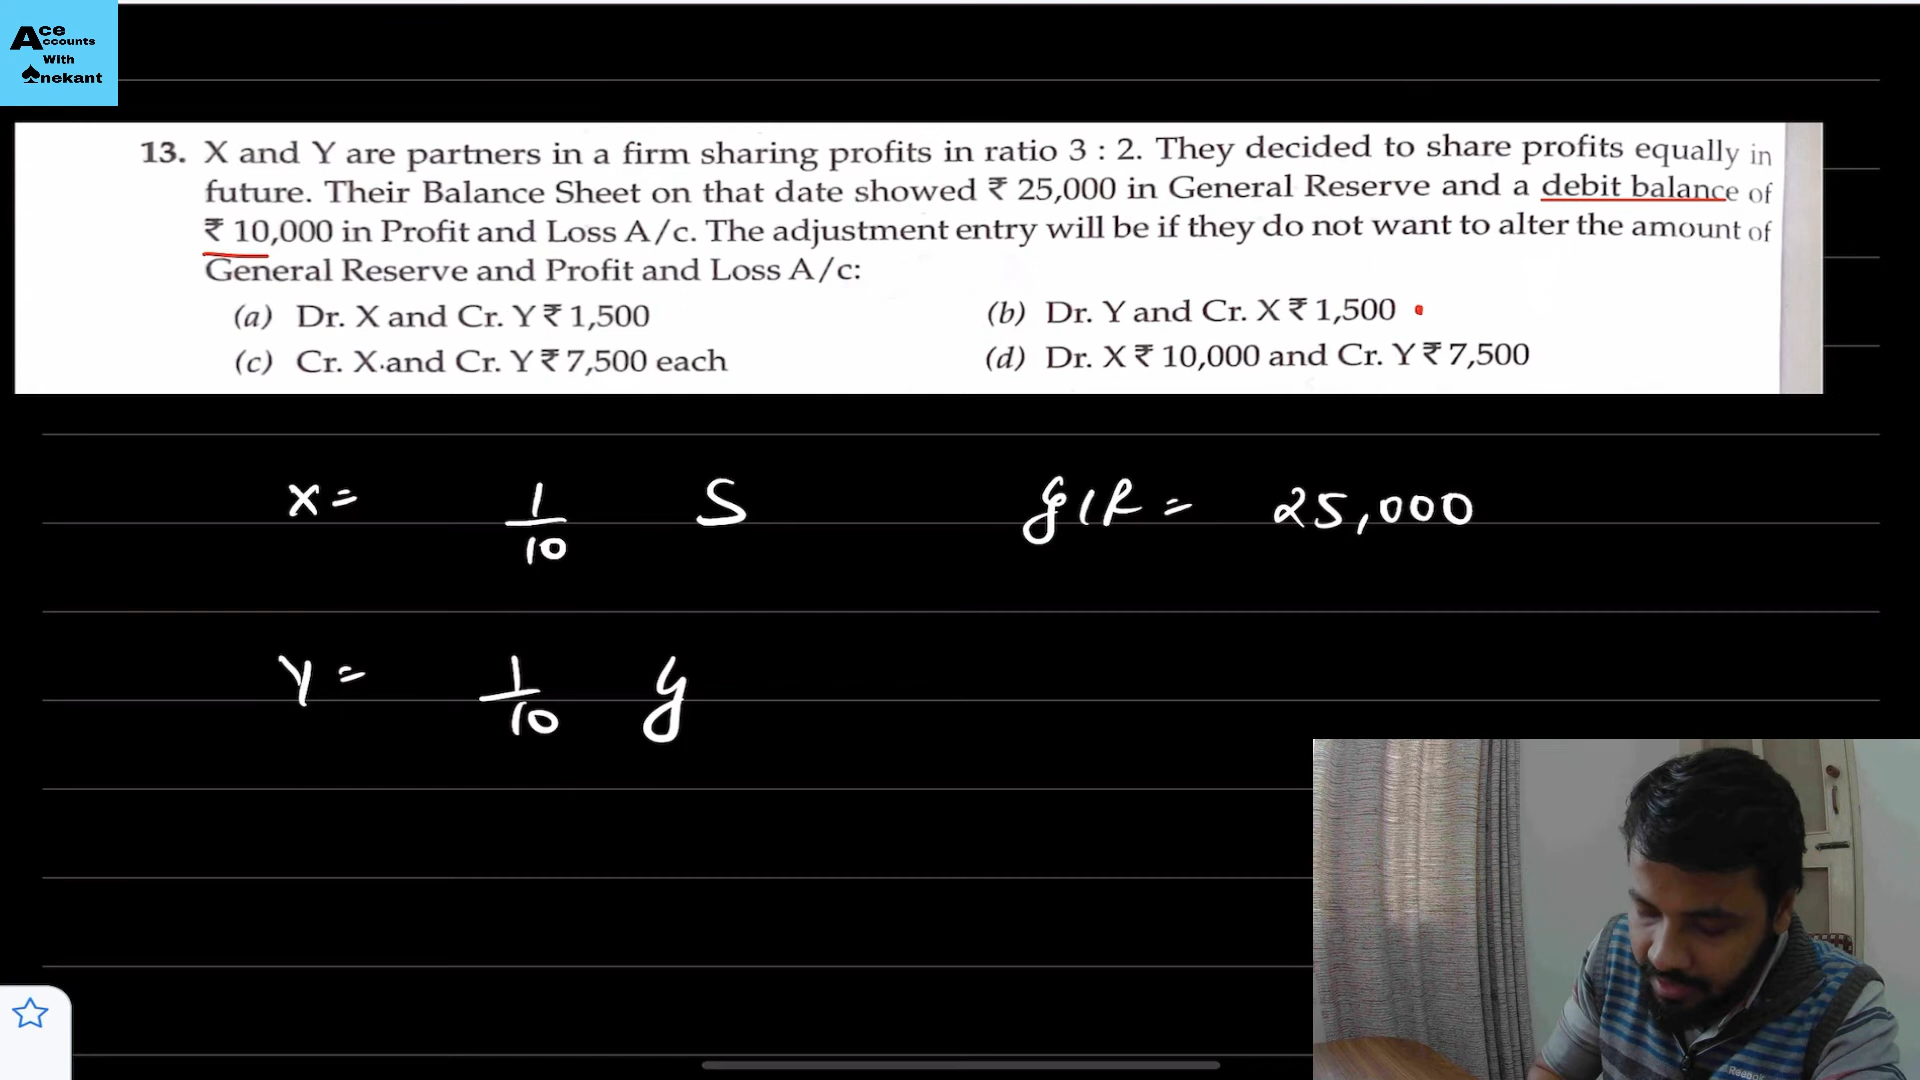 Ace
Accounts
With
Anekant
13. X and Y are partners in a firm sharing profits in ratio 3 : 2. They decided to share profits equally in
future. Their Balance Sheet on that date showed ₹ 25,000 in General Reserve and a debit balance of
₹ 10,000 in Profit and Loss A/c. The adjustment entry will be if they do not want to alter the amount of
General Reserve and Profit and Loss A/c:
(a) Dr. X and Cr. Y ₹ 1,500 (b) Dr. Y and Cr. X ₹ 1,500
(c) Cr. X.and Cr. Y ₹ 7,500 each (d) Dr. X ₹ 10,000 and Cr. Y ₹ 7,500
X = 1/10 S G/R = 25,000
Y = 1/10 G
Reebok